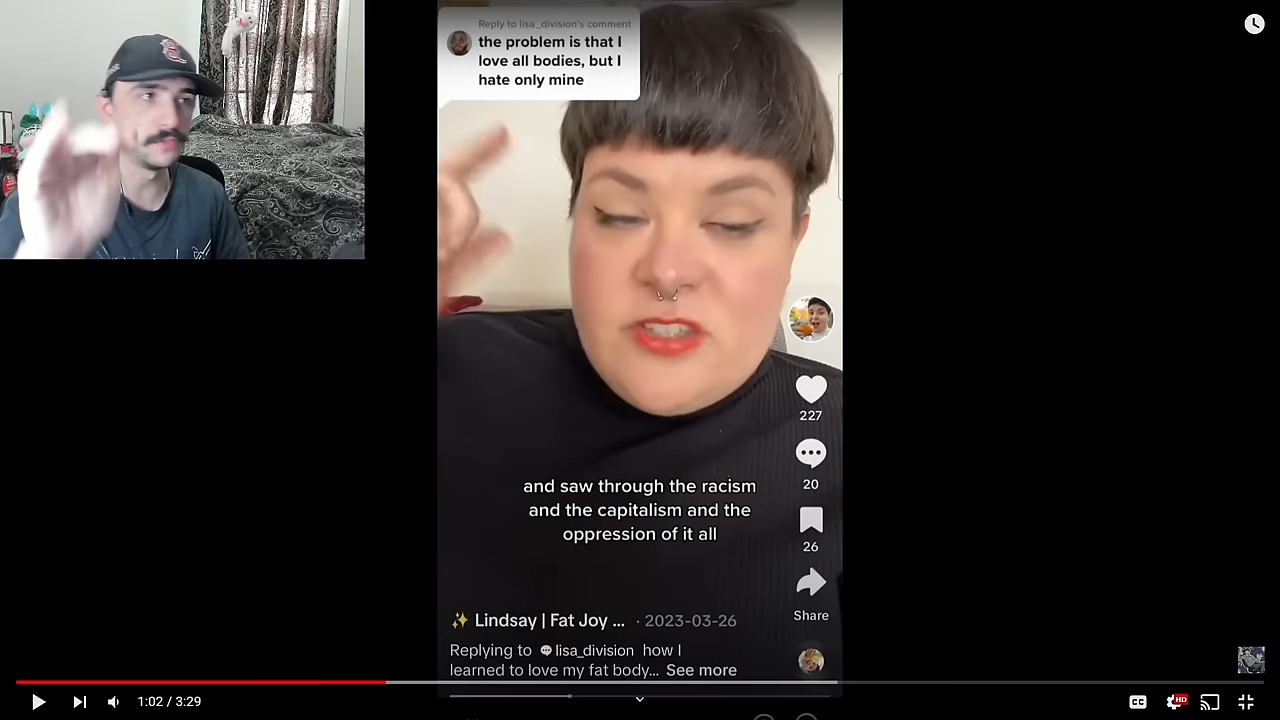 Reply to lisa_division's comment
the problem is that I
love all bodies, but I
hate only mine
227
20
and saw through the racism
and the capitalism and the
oppression of it all
26
Share
✨ Lindsay | Fat Joy ... · 2023-03-26
Replying to 💬lisa_division how I
learned to love my fat body... See more
1:02 / 3:29
CC
HD